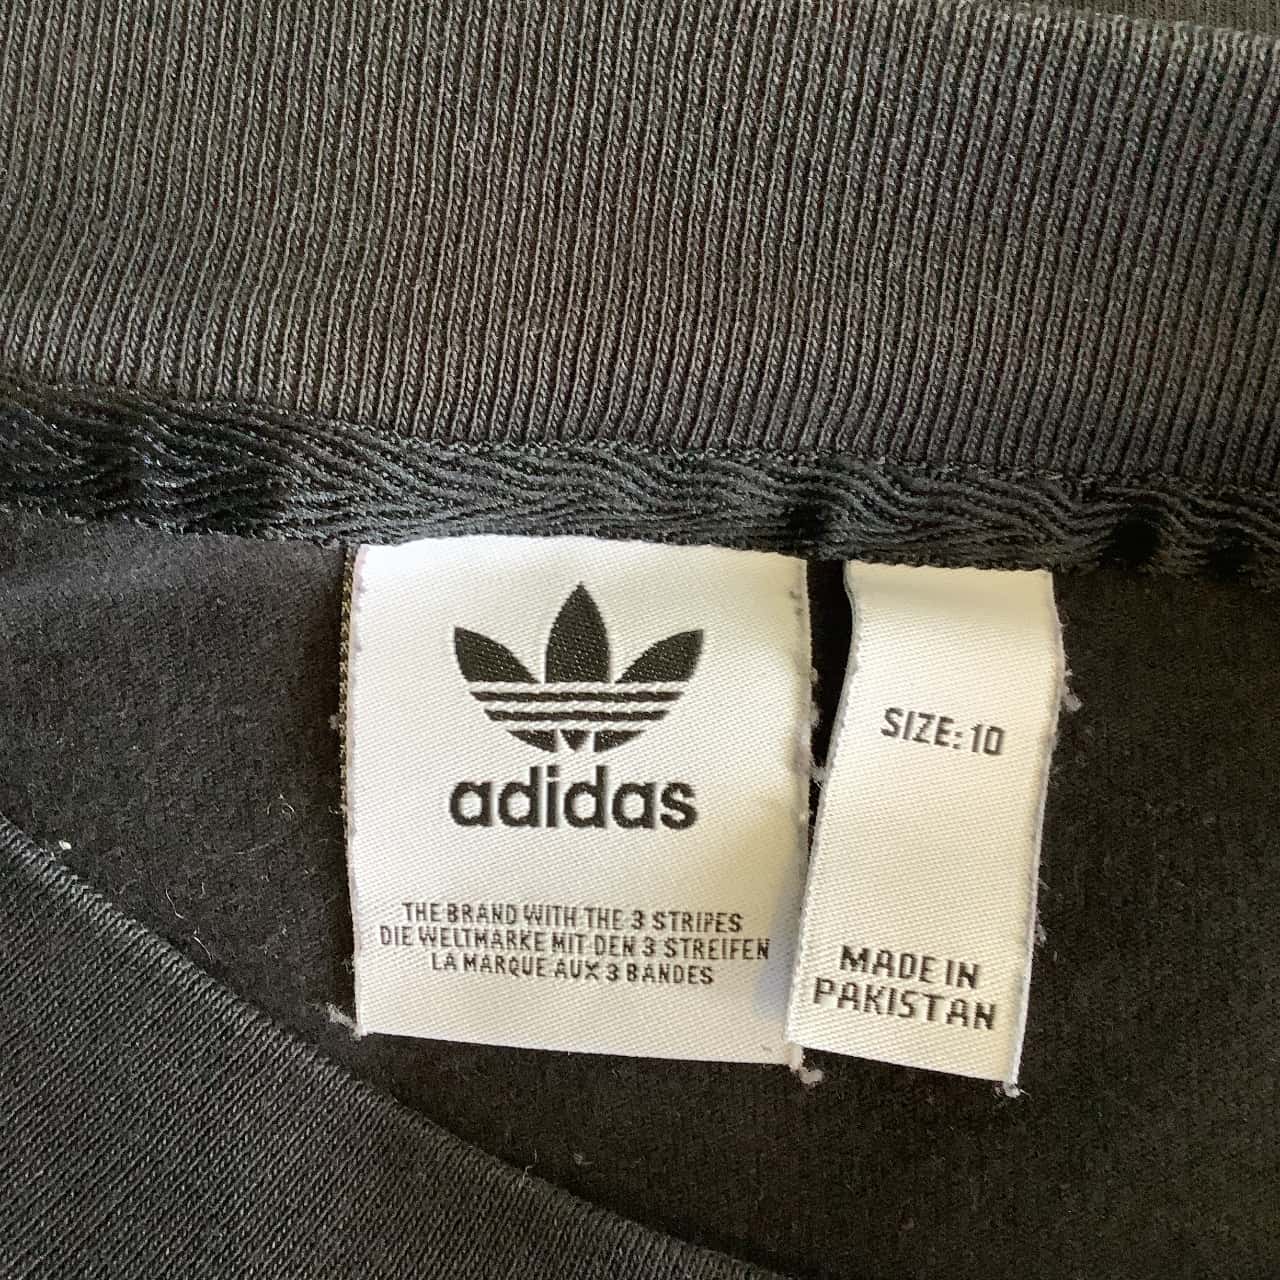 adidas
THE BRAND WITH THE 3 STRIPES
DIE WELTMARKE MIT DEN 3 STREIFEN
LA MARQUE AUX 3 BANDES
SIZE: 10
MADE IN
PAKISTAN